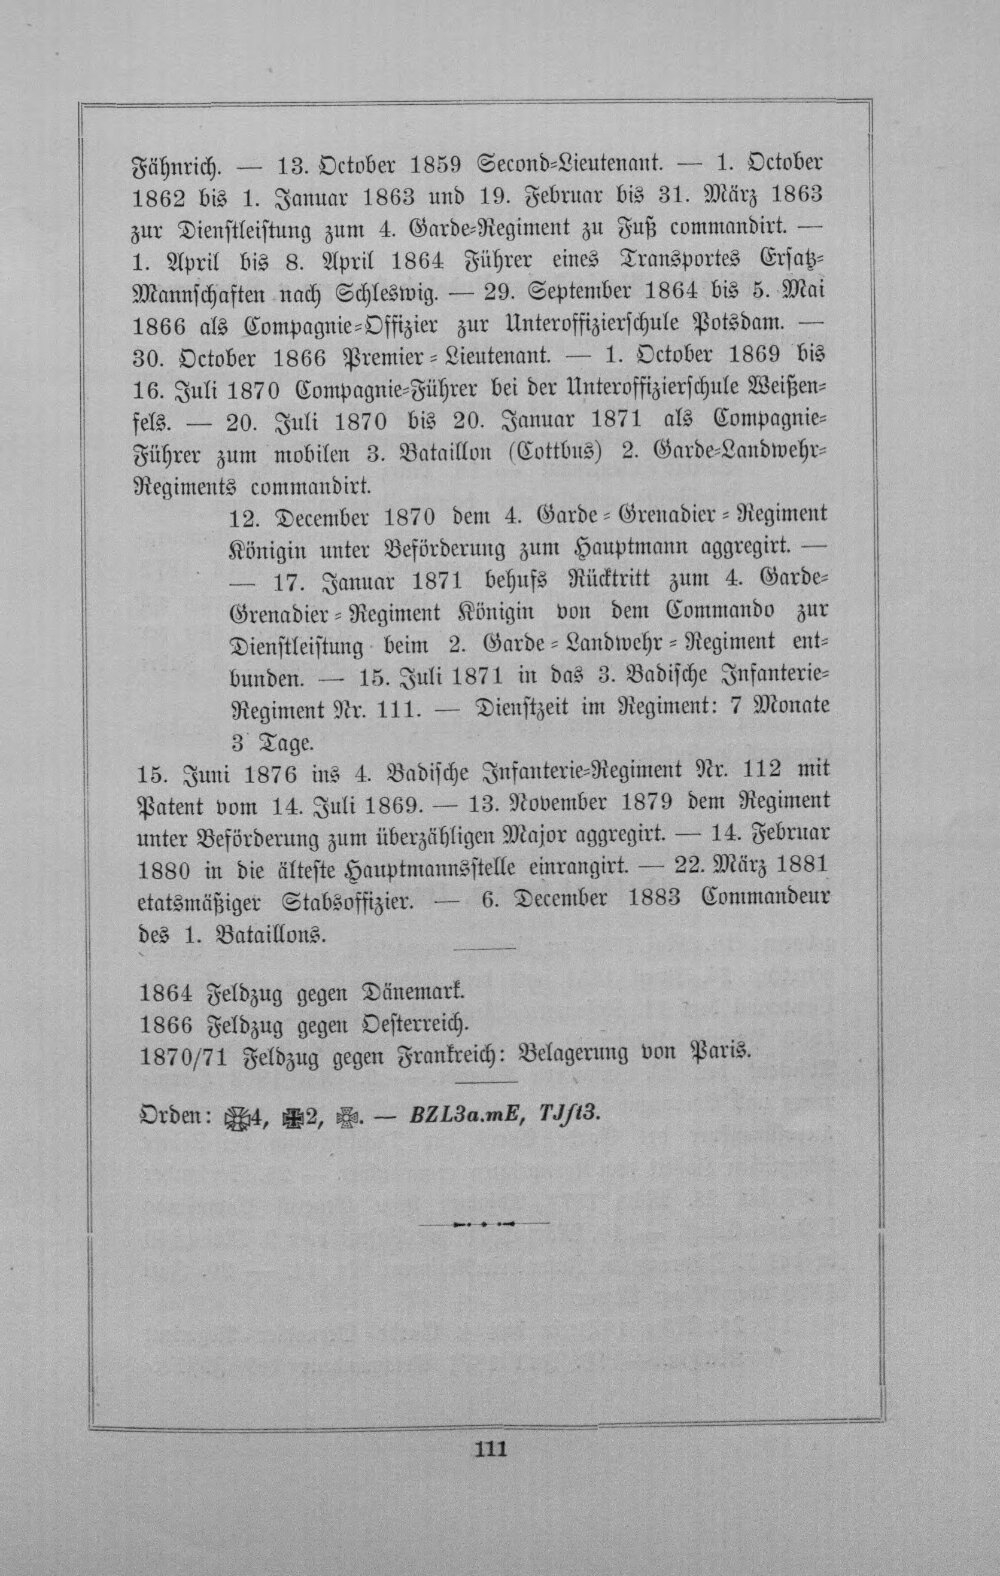 Fähnrich. — 13. October 1859 Second-Lieutenant. — 1. October
1862 bis 1. Januar 1863 und 19. Februar bis 31. März 1863
zur Dienstleistung zum 4. Garde-Regiment zu Fuß commandirt. —
1. April bis 8. April 1864 Führer eines Transportes Ersatz-
Mannschaften nach Schleswig. — 29. September 1864 bis 5. Mai
1866 als Compagnie-Offizier zur Unteroffizierschule Potsdam. —
30. October 1866 Premier-Lieutenant. — 1. October 1869 bis
16. Juli 1870 Compagnie-Führer bei der Unteroffizierschule Weißen-
fels. — 20. Juli 1870 bis 20. Januar 1871 als Compagnie-
Führer zum mobilen 3. Bataillon (Cottbus) 2. Garde-Landwehr-
Regiments commandirt.
12. December 1870 dem 4. Garde-Grenadier-Regiment
Königin unter Beförderung zum Hauptmann aggregirt. —
— 17. Januar 1871 behufs Rücktritt zum 4. Garde-
Grenadier-Regiment Königin von dem Commando zur
Dienstleistung beim 2. Garde-Landwehr-Regiment ent-
bunden. — 15. Juli 1871 in das 3. Badische Infanterie-
Regiment Nr. 111. — Dienstzeit im Regiment: 7 Monate
3 Tage.
15. Juni 1876 ins 4. Badische Infanterie-Regiment Nr. 112 mit
Patent vom 14. Juli 1869. — 13. November 1879 dem Regiment
unter Beförderung zum überzähligen Major aggregirt. — 14. Februar
1880 in die älteste Hauptmannsstelle einrangirt. — 22. März 1881
etatsmäßiger Stabsoffizier. — 6. December 1883 Commandeur
des 1. Bataillons.
1864 Feldzug gegen Dänemark.
1866 Feldzug gegen Oesterreich.
1870/71 Feldzug gegen Frankreich: Belagerung von Paris.
Orden: 4, 2, . — BZL3a.mE, TJſt3.
111